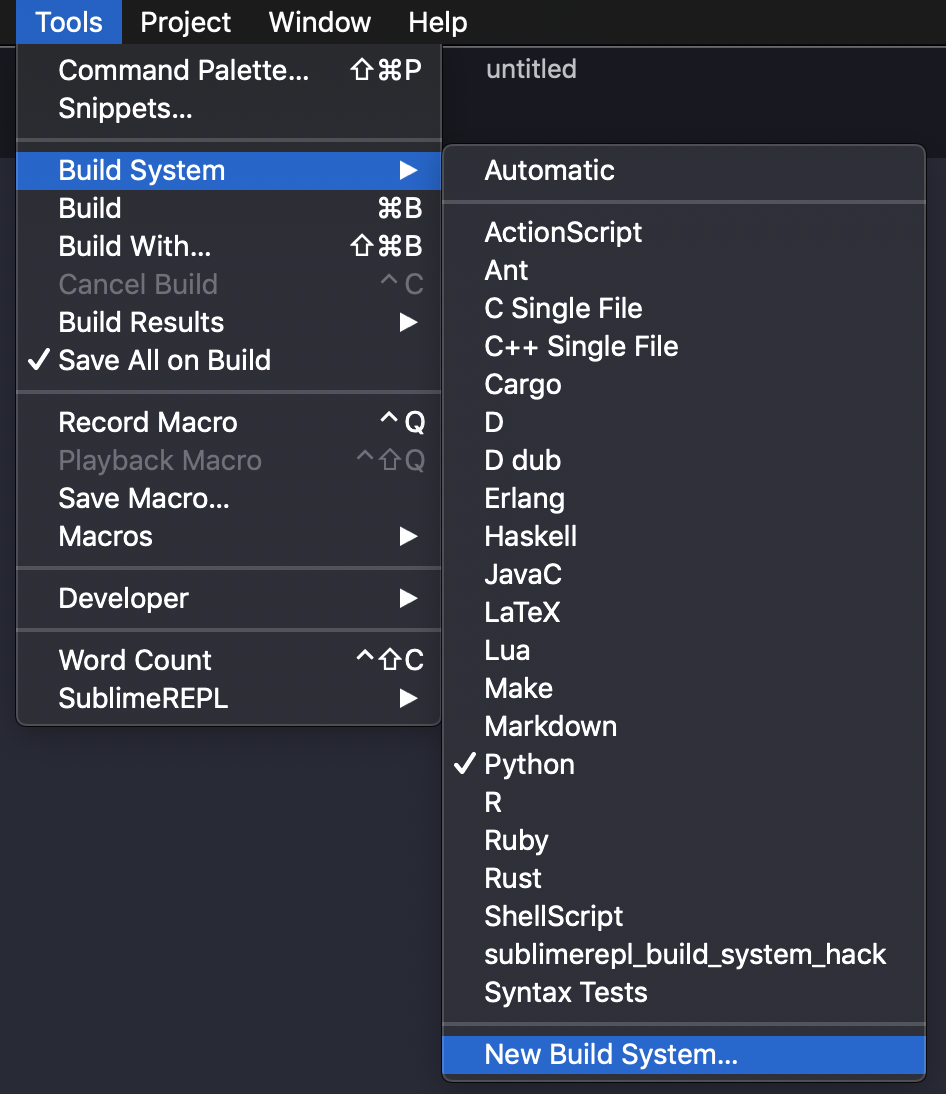 Tools Project Window Help
Command Palette... ⇧⌘P
Snippets...
Build System ▶
Build ⌘B
Build With... ⇧⌘B
Cancel Build ^C
Build Results ▶
✓ Save All on Build
Record Macro ^Q
Playback Macro ^⇧Q
Save Macro...
Macros ▶
Developer ▶
Word Count ^⇧C
SublimeREPL ▶
untitled
Automatic
ActionScript
Ant
C Single File
C++ Single File
Cargo
D
D dub
Erlang
Haskell
JavaC
LaTeX
Lua
Make
Markdown
✓ Python
R
Ruby
Rust
ShellScript
sublimerepl_build_system_hack
Syntax Tests
New Build System...